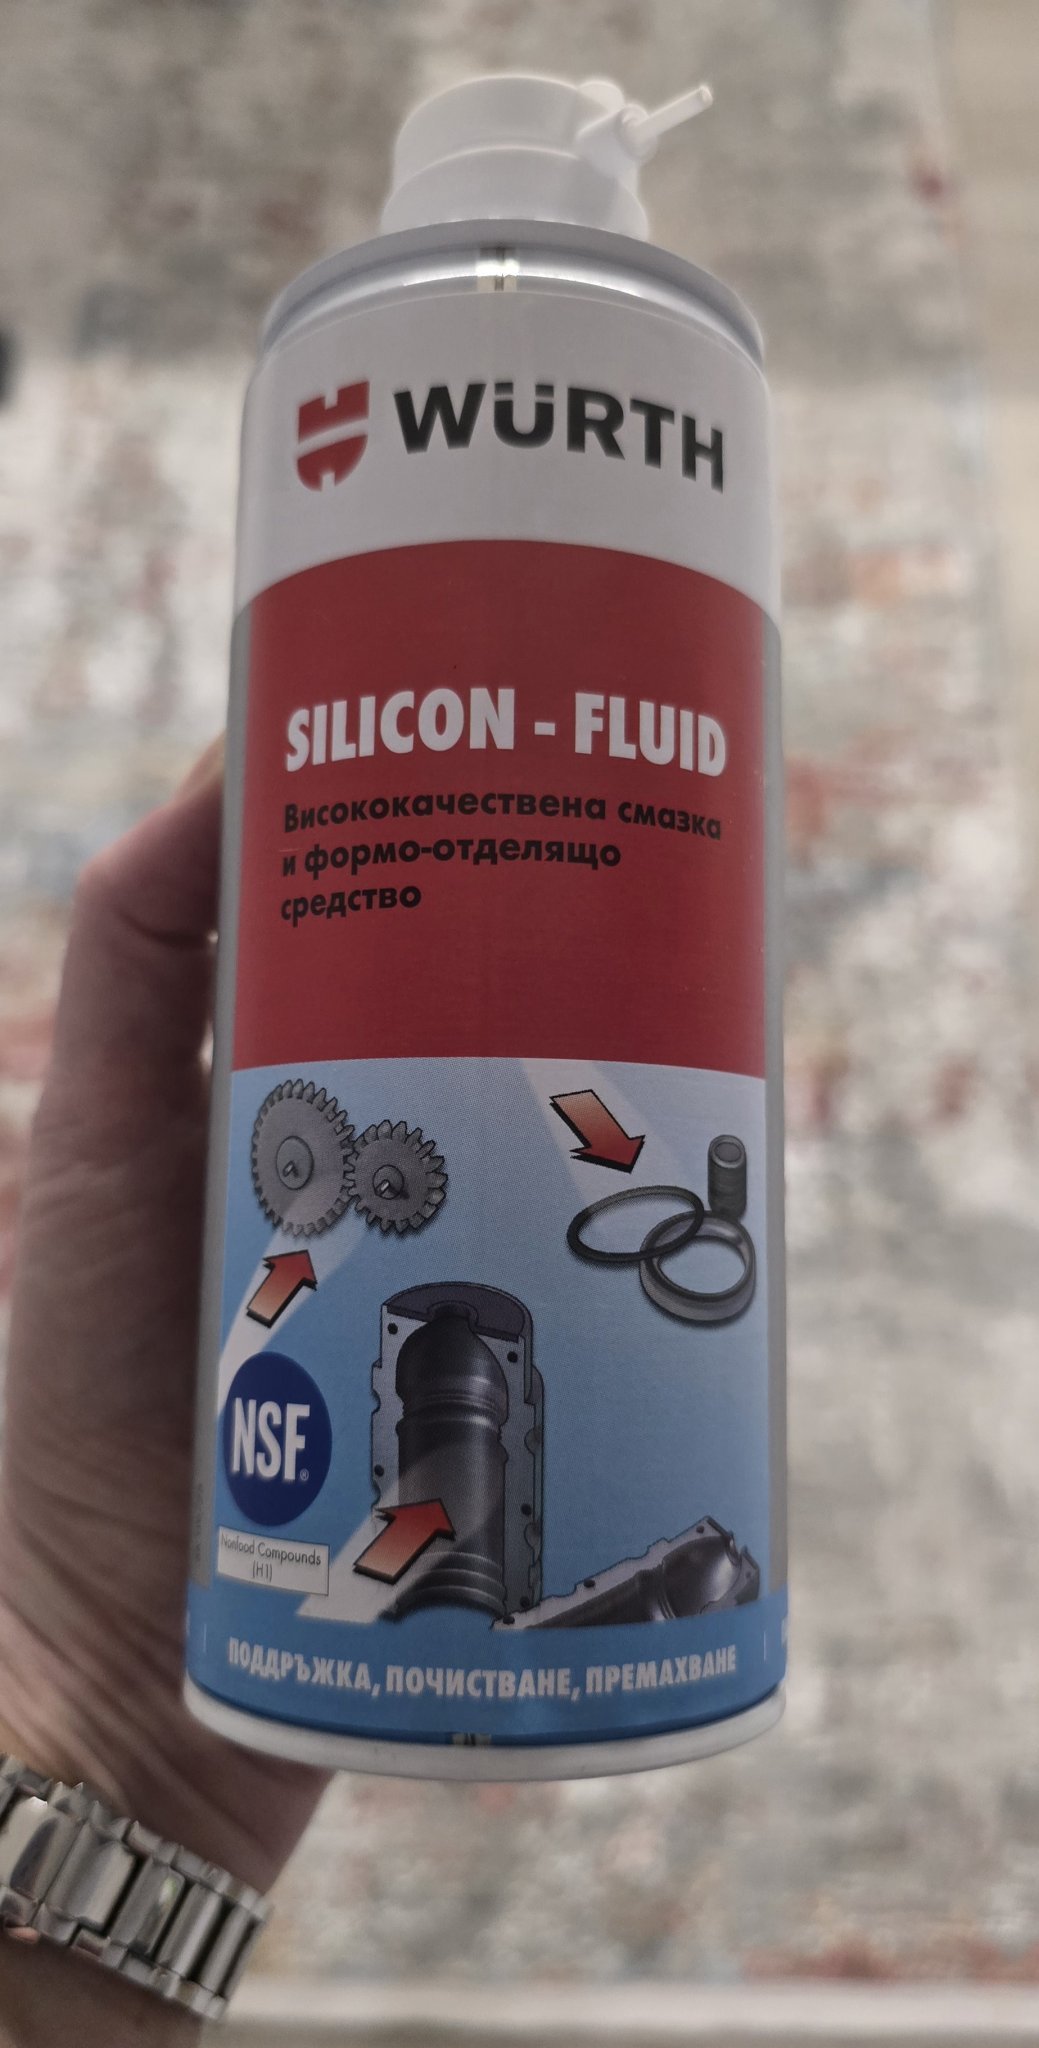 WÜRTH
SILICON - FLUID
Висококачествена смазка
и формо-отделящо
средство
NSF®
Nonfood Compounds
(H1)
ПОДДРЪЖКА, ПОЧИСТВАНЕ, ПРЕМАХВАНЕ